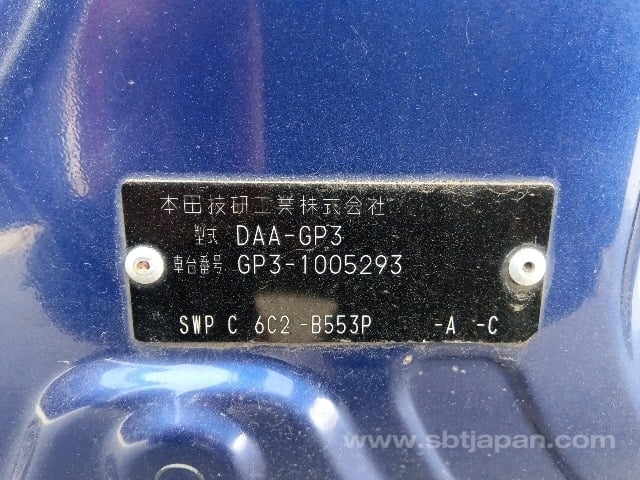 本田技研工業株式会社
型式 DAA-GP3
車台番号 GP3-1005293
SWP C 6C2 -B553P -A -C
www.sbtjapan.com